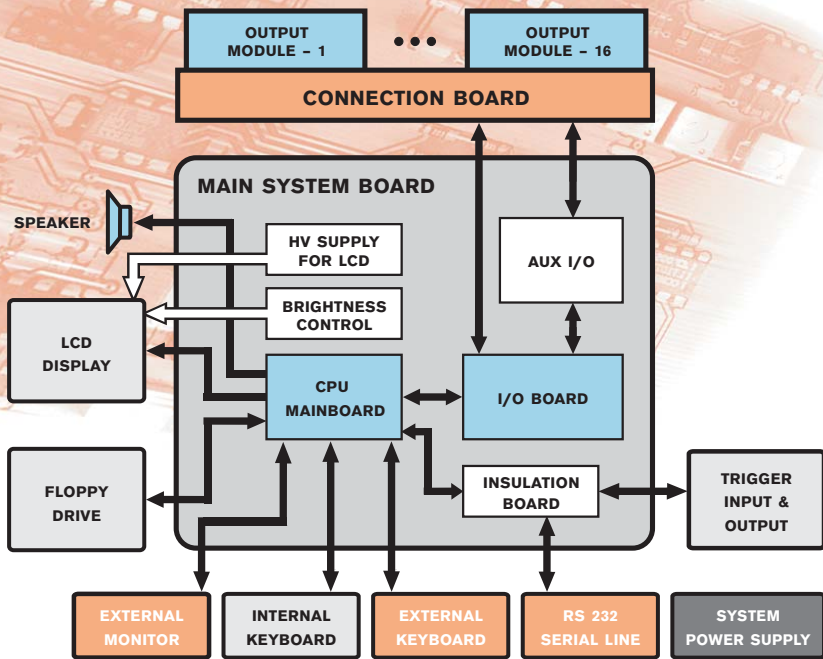 OUTPUT
MODULE – 1
•••
OUTPUT
MODULE – 16
CONNECTION BOARD
MAIN SYSTEM BOARD
SPEAKER
HV SUPPLY
FOR LCD
AUX I/O
BRIGHTNESS
CONTROL
LCD
DISPLAY
CPU
MAINBOARD
I/O BOARD
FLOPPY
DRIVE
INSULATION
BOARD
TRIGGER
INPUT &
OUTPUT
EXTERNAL
MONITOR
INTERNAL
KEYBOARD
EXTERNAL
KEYBOARD
RS 232
SERIAL LINE
SYSTEM
POWER SUPPLY